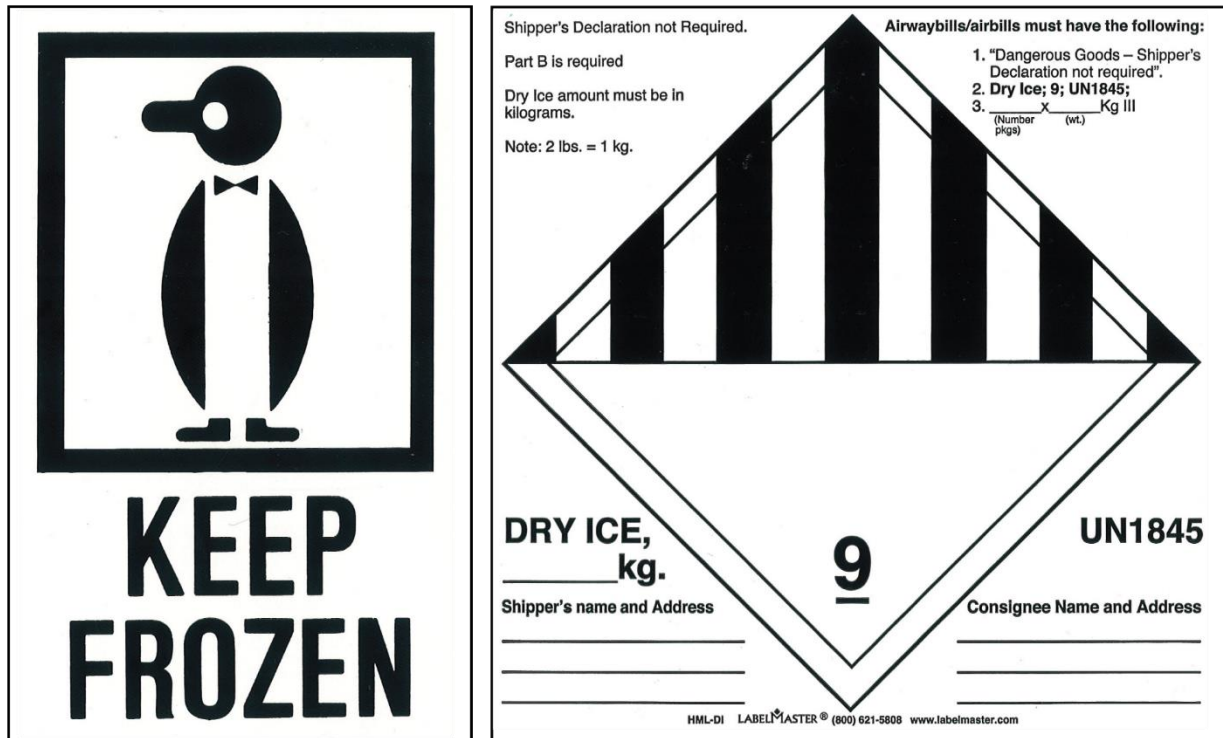 KEEP
FROZEN
Shipper's Declaration not Required.
Part B is required
Dry Ice amount must be in
kilograms.
Note: 2 lbs. = 1 kg.
Airwaybills/airbills must have the following:
1. "Dangerous Goods – Shipper's
Declaration not required".
2. Dry Ice; 9; UN1845;
3. ______x______Kg III
(Number (wt.)
pkgs)
DRY ICE,
________kg.
UN1845
9
Shipper's name and Address
Consignee Name and Address
HML-DI LABELMASTER ® (800) 621-5808 www.labelmaster.com